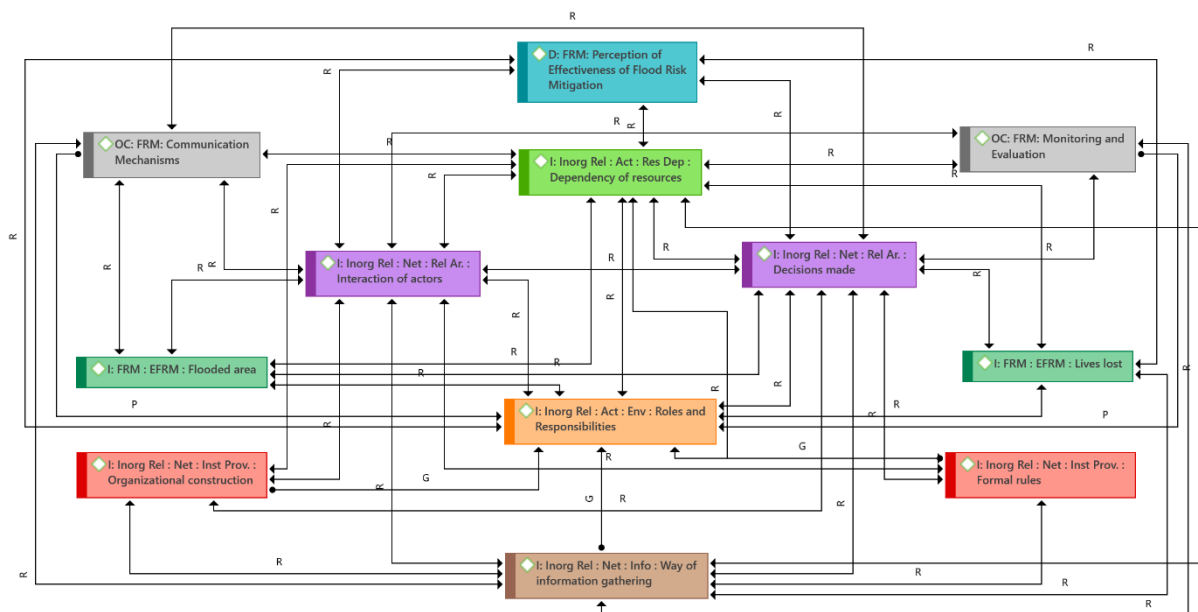 R
D: FRM: Perception of
Effectiveness of Flood Risk
Mitigation
R
R
R
R
R
R
OC: FRM: Communication
Mechanisms
OC: FRM: Monitoring and
Evaluation
R
I: Inorg Rel : Act : Res Dep :
Dependency of resources
R
R
R
R
R
R
R
R
I: Inorg Rel : Net : Rel Ar. :
Interaction of actors
I: Inorg Rel : Net : Rel Ar. :
Decisions made
R
R
R
R
R
R
R
I: FRM : EFRM : Flooded area
R
R
R
I: FRM : EFRM : Lives lost
R
R
R
P
I: Inorg Rel : Act : Env : Roles and
Responsibilities
R
P
R
R
G
I: Inorg Rel : Net : Inst Prov. :
Organizational construction
R
I: Inorg Rel : Net : Inst Prov. :
Formal rules
G
R
G
R
R
R
I: Inorg Rel : Net : Info : Way of
information gathering
R
R
R
R
R